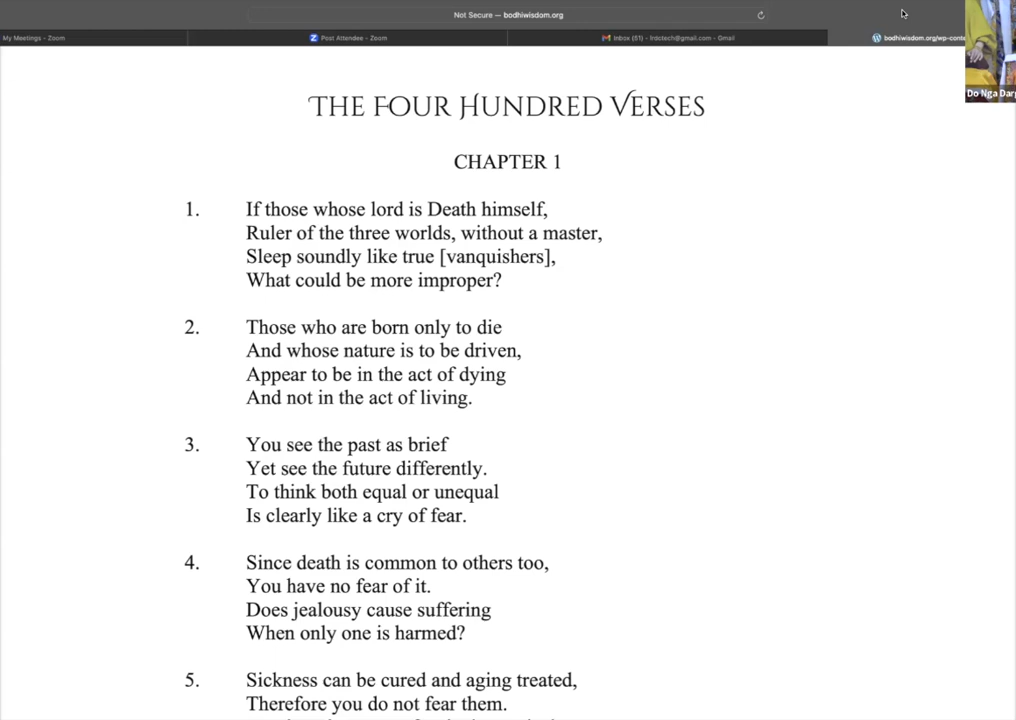 Not Secure — bodhiwisdom.org
My Meetings - Zoom
Post Attendee - Zoom
Inbox (51) - lrdctech@gmail.com - Gmail
bodhiwisdom.org/wp-conte
Do Nga Darg
THE FOUR HUNDRED VERSES
CHAPTER 1
1. If those whose lord is Death himself,
Ruler of the three worlds, without a master,
Sleep soundly like true [vanquishers],
What could be more improper?
2. Those who are born only to die
And whose nature is to be driven,
Appear to be in the act of dying
And not in the act of living.
3. You see the past as brief
Yet see the future differently.
To think both equal or unequal
Is clearly like a cry of fear.
4. Since death is common to others too,
You have no fear of it.
Does jealousy cause suffering
When only one is harmed?
5. Sickness can be cured and aging treated,
Therefore you do not fear them.